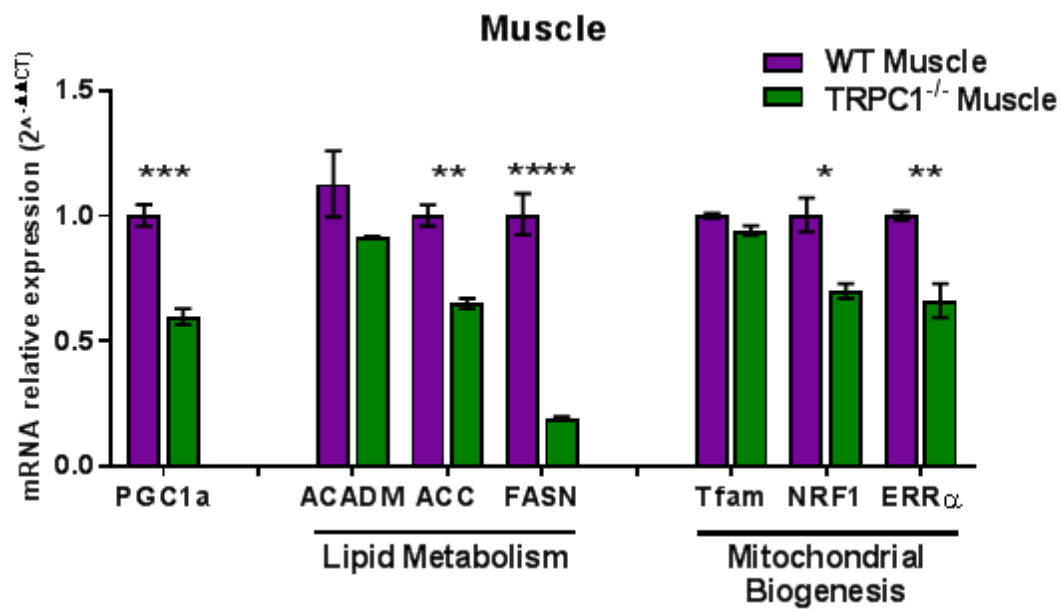 Muscle
WT Muscle
TRPC1-/- Muscle
mRNA relative expression (2^-▲▲CT)
1.5
1.0
0.5
0.0
***
**
****
*
**
PGC1a
ACADM
ACC
FASN
Tfam
NRF1
ERRα
Lipid Metabolism
Mitochondrial
Biogenesis